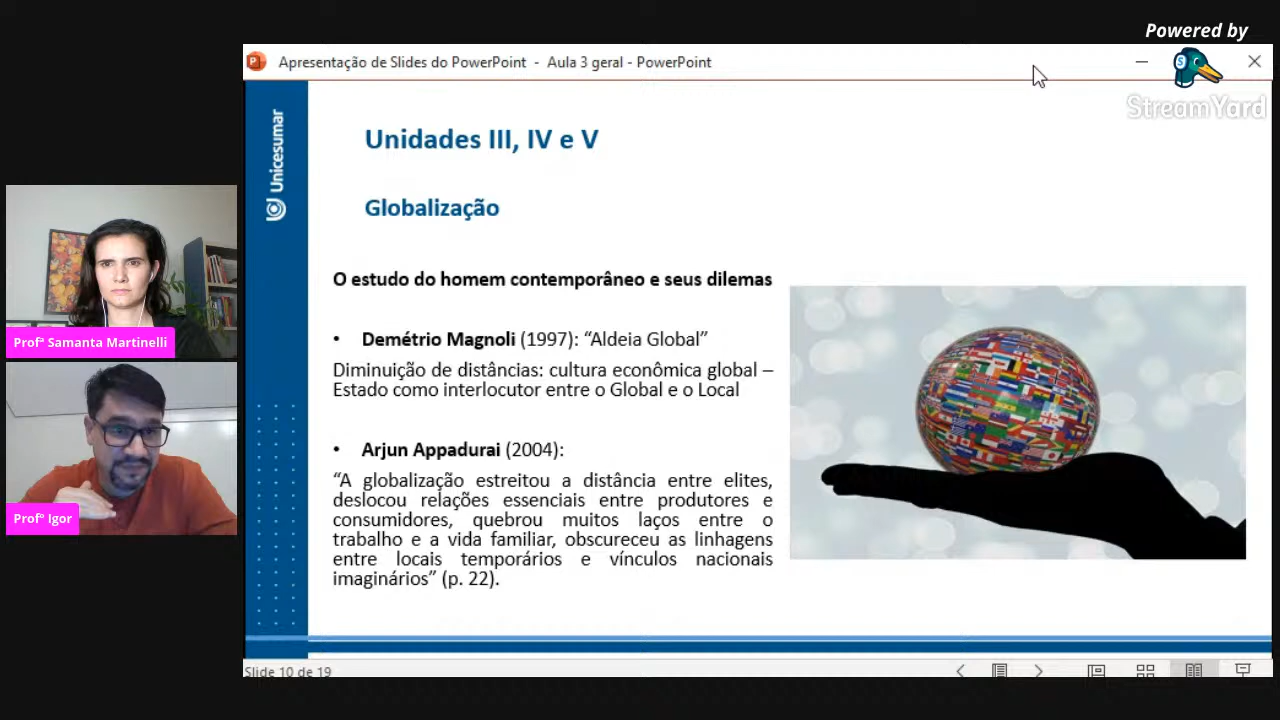 Powered by
StreamYard
Apresentação de Slides do PowerPoint - Aula 3 geral - PowerPoint
Unicesumar
Unidades III, IV e V
Globalização
O estudo do homem contemporâneo e seus dilemas
• Demétrio Magnoli (1997): “Aldeia Global”
Diminuição de distâncias: cultura econômica global –
Estado como interlocutor entre o Global e o Local
• Arjun Appadurai (2004):
“A globalização estreitou a distância entre elites,
deslocou relações essenciais entre produtores e
consumidores, quebrou muitos laços entre o
trabalho e a vida familiar, obscureceu as linhagens
entre locais temporários e vínculos nacionais
imaginários” (p. 22).
Profª Samanta Martinelli
Profº Igor
Slide 10 de 19